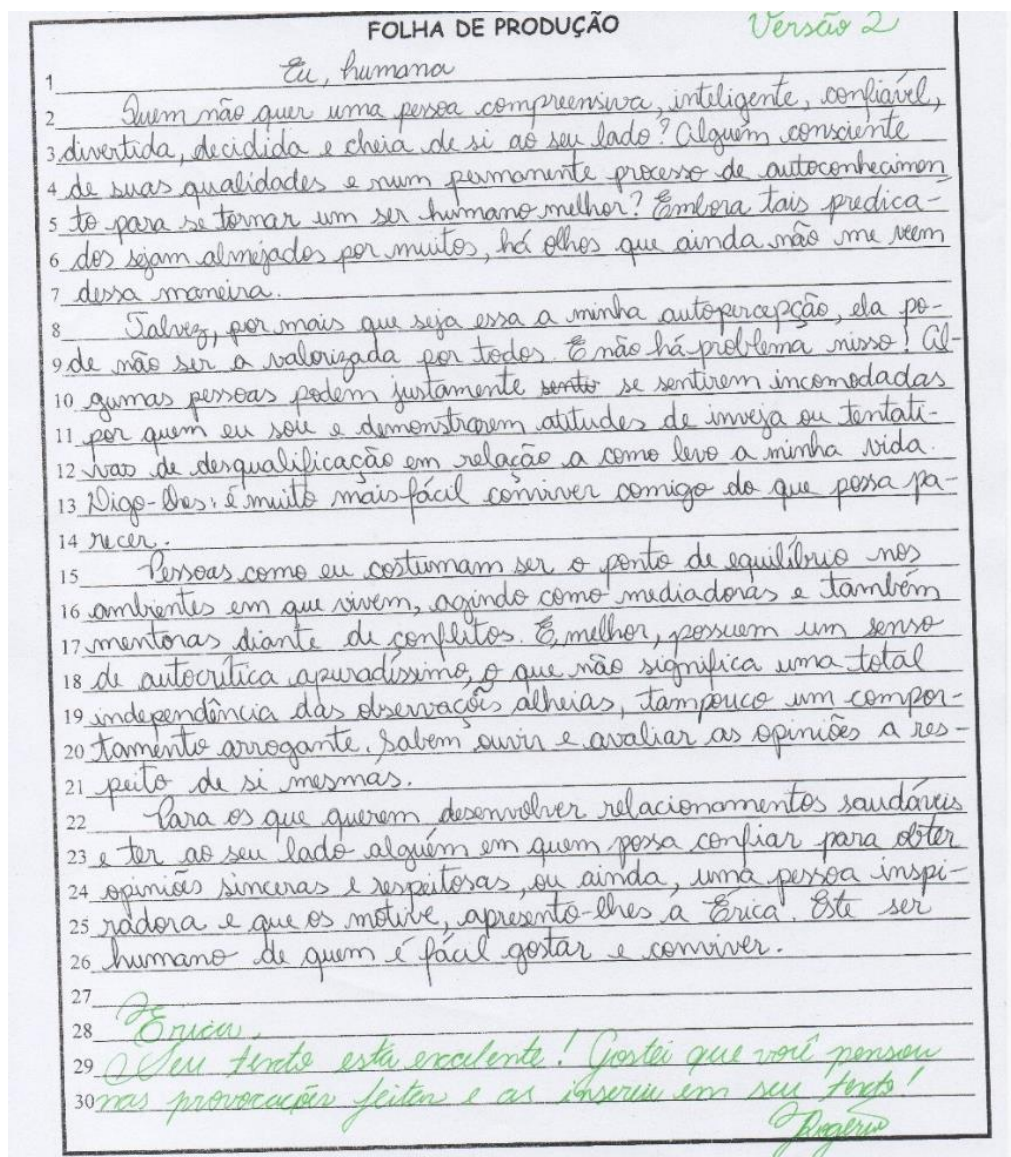 FOLHA DE PRODUÇÃO Versão 2
1 Eu, humana
2 Quem não quer uma pessoa compreensiva, inteligente, confiável,
3 divertida, decidida e cheia de si ao seu lado? Alguém consciente
4 de suas qualidades e num permanente processo de autoconhecimen
5 to para se tornar um ser humano melhor? Embora tais predica-
6 dos sejam almejados por muitos, há olhos que ainda não me veem
7 dessa maneira.
8 Talvez, por mais que seja essa a minha autopercepção, ela po-
9 de não ser a valorizada por todos. E não há problema nisso! Al-
10 gumas pessoas podem justamente sentir se sentirem incomodadas
11 por quem eu sou e demonstrarem atitudes de inveja ou tentati-
12 vas de desqualificação em relação a como levo a minha vida.
13 Digo-lhes: é muito mais fácil conviver comigo do que possa pa-
14 recer.
15 Pessoas como eu costumam ser o ponto de equilíbrio nos
16 ambientes em que vivem, agindo como mediadoras e também
17 mentoras diante de conflitos. E, melhor, possuem um senso
18 de autocrítica apuradíssimo, o que não significa uma total
19 independência das observações alheias, tampouco um compor-
20 tamento arrogante. Sabem ouvir e avaliar as opiniões a res-
21 peito de si mesmas.
22 Para os que querem desenvolver relacionamentos saudáveis
23 e ter ao seu lado alguém em quem possa confiar para obter
24 opiniões sinceras e respeitosas, ou ainda, uma pessoa inspi-
25 radora e que os motive, apresento-lhes a Érica. Este ser
26 humano de quem é fácil gostar e conviver.
27
28 Érica,
29 Seu texto está excelente! Gostei que você pensou
30 nas provocações feitas e as inseriu em seu texto!
Rogério